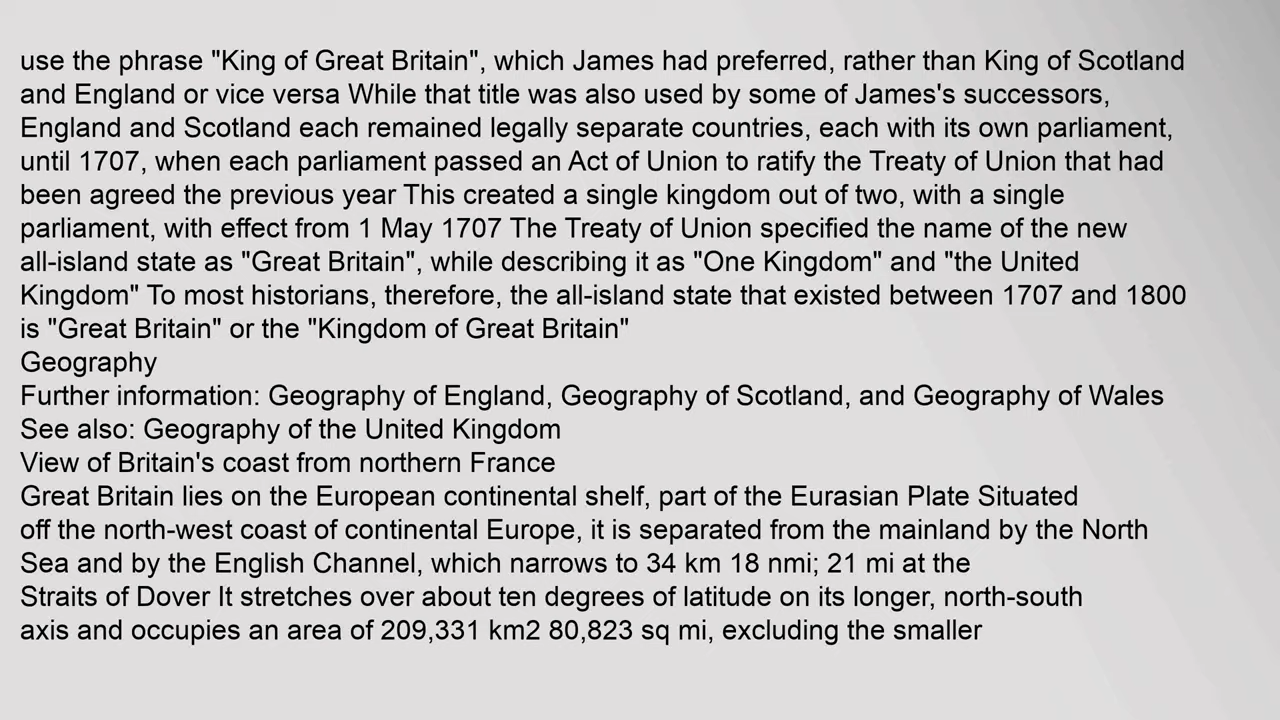 use the phrase "King of Great Britain", which James had preferred, rather than King of Scotland
and England or vice versa While that title was also used by some of James's successors,
England and Scotland each remained legally separate countries, each with its own parliament,
until 1707, when each parliament passed an Act of Union to ratify the Treaty of Union that had
been agreed the previous year This created a single kingdom out of two, with a single
parliament, with effect from 1 May 1707 The Treaty of Union specified the name of the new
all-island state as "Great Britain", while describing it as "One Kingdom" and "the United
Kingdom" To most historians, therefore, the all-island state that existed between 1707 and 1800
is "Great Britain" or the "Kingdom of Great Britain"
Geography
Further information: Geography of England, Geography of Scotland, and Geography of Wales
See also: Geography of the United Kingdom
View of Britain's coast from northern France
Great Britain lies on the European continental shelf, part of the Eurasian Plate Situated
off the north-west coast of continental Europe, it is separated from the mainland by the North
Sea and by the English Channel, which narrows to 34 km 18 nmi; 21 mi at the
Straits of Dover It stretches over about ten degrees of latitude on its longer, north-south
axis and occupies an area of 209,331 km2 80,823 sq mi, excluding the smaller